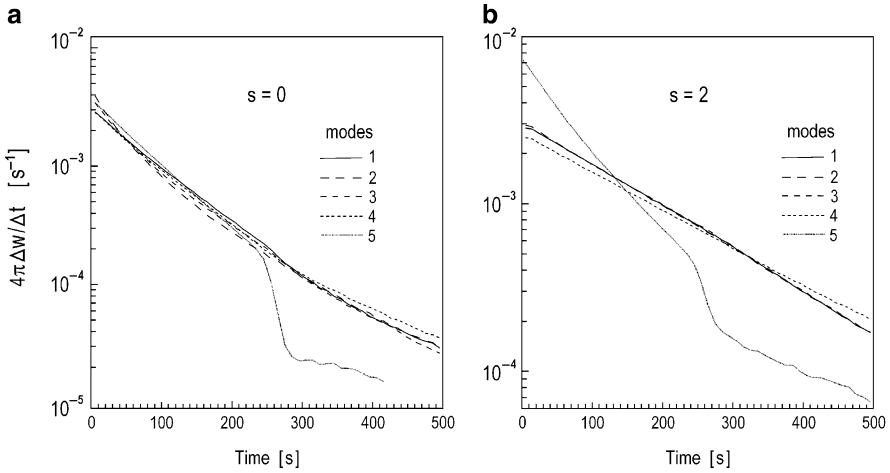 a
b
10⁻²
10⁻³
10⁻⁴
10⁻⁵
4πΔw/Δt [s⁻¹]
s = 0
modes
1
2
3
4
5
0 100 200 300 400 500
Time [s]
10⁻²
10⁻³
10⁻⁴
s = 2
modes
1
2
3
4
5
0 100 200 300 400 500
Time [s]